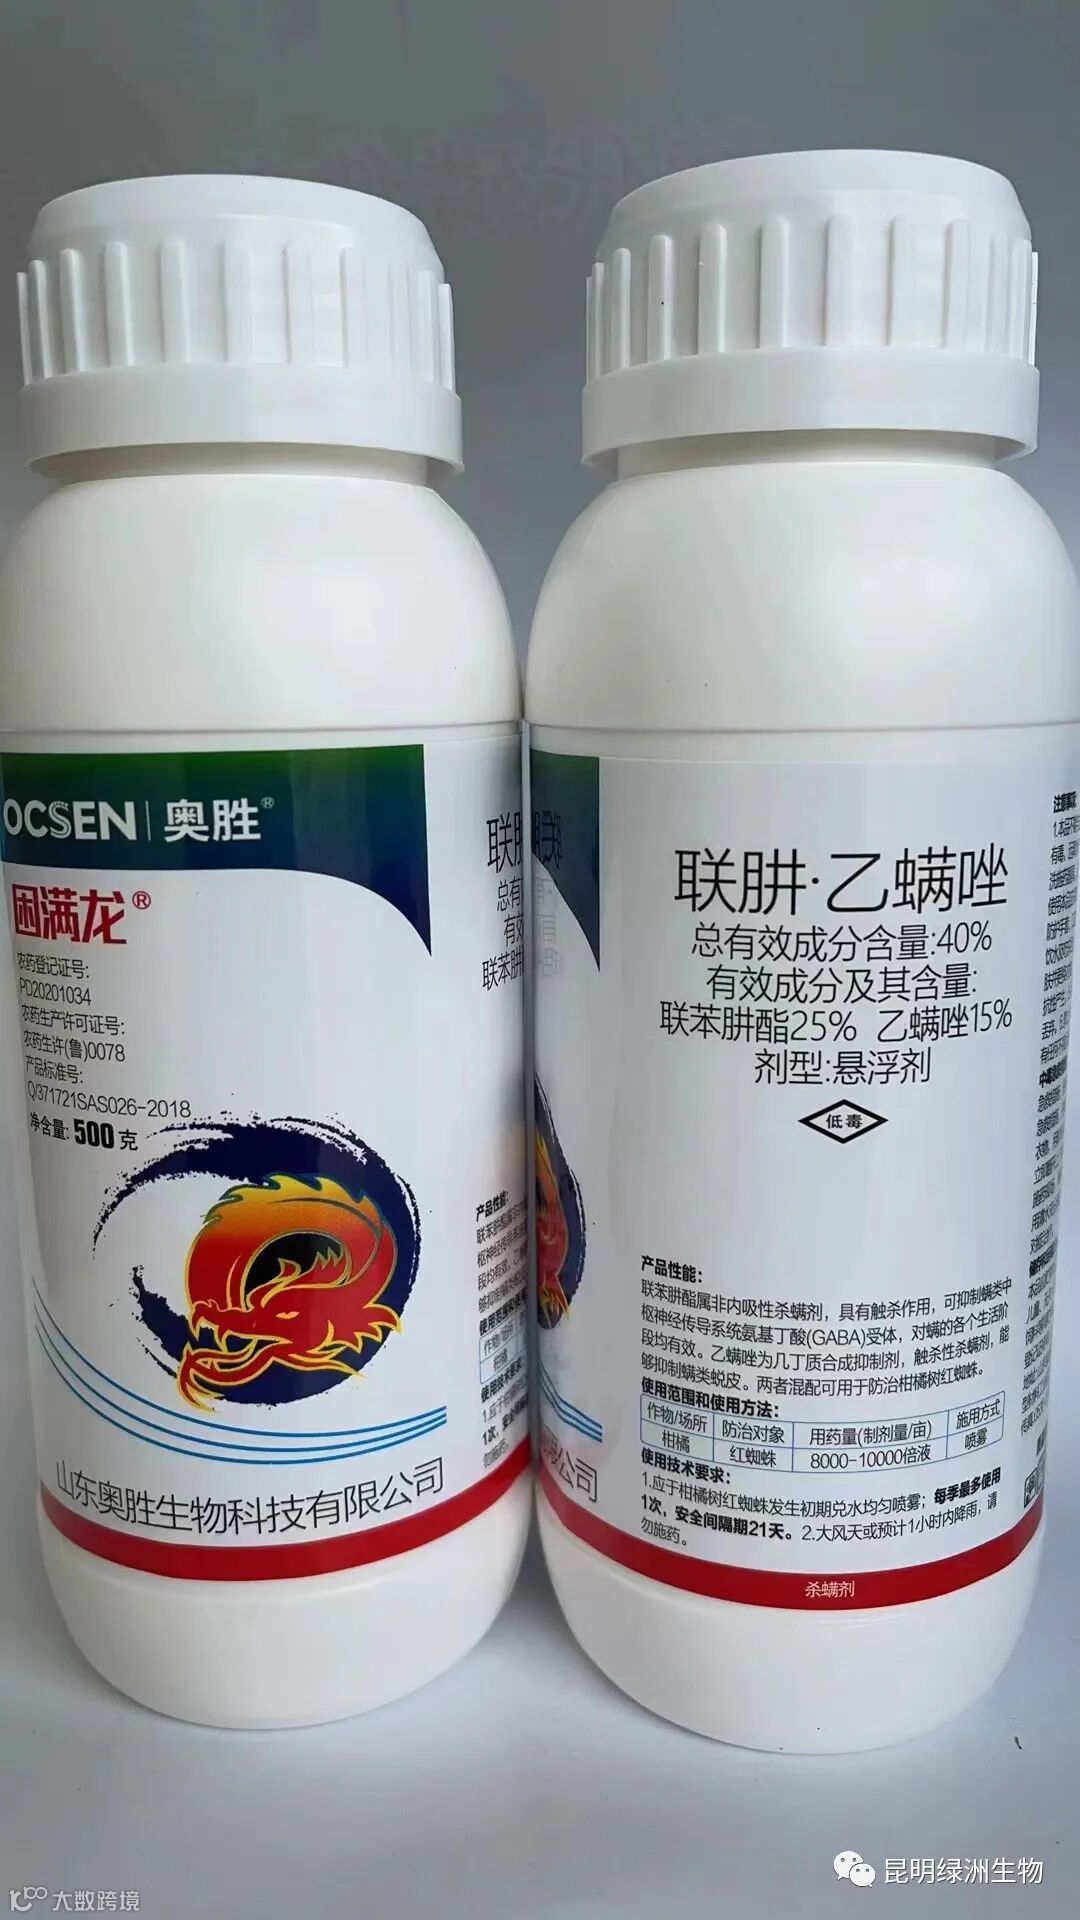 OCSEN 奥胜®
困满龙®
农药登记证号:
PD20201034
农药生产许可证号:
农药生许(鲁)0078
产品标准号:
Q/371721SAS026-2018
净含量: 500克
山东奥胜生物科技有限公司
联肼·乙螨唑
总有效成分含量:40%
有效成分及其含量:
联苯肼酯25% 乙螨唑15%
剂型:悬浮剂
低毒
产品性能:
联苯肼酯属非内吸性杀螨剂，具有触杀作用，可抑制螨类中
枢神经传导系统氨基丁酸(GABA)受体，对螨的各个生活阶
段均有效。乙螨唑为几丁质合成抑制剂，触杀性杀螨剂，能
够抑制螨类蜕皮。两者混配可用于防治柑橘树红蜘蛛。
使用范围和使用方法:
作物/场所 防治对象 用药量(制剂量/亩) 施用方式
柑橘 红蜘蛛 8000-10000倍液 喷雾
使用技术要求:
1.应于柑橘树红蜘蛛发生初期兑水均匀喷雾；每季最多使用
1次，安全间隔期21天。2.大风天或预计1小时内降雨，请
勿施药。
杀螨剂
昆明绿洲生物
大数跨境